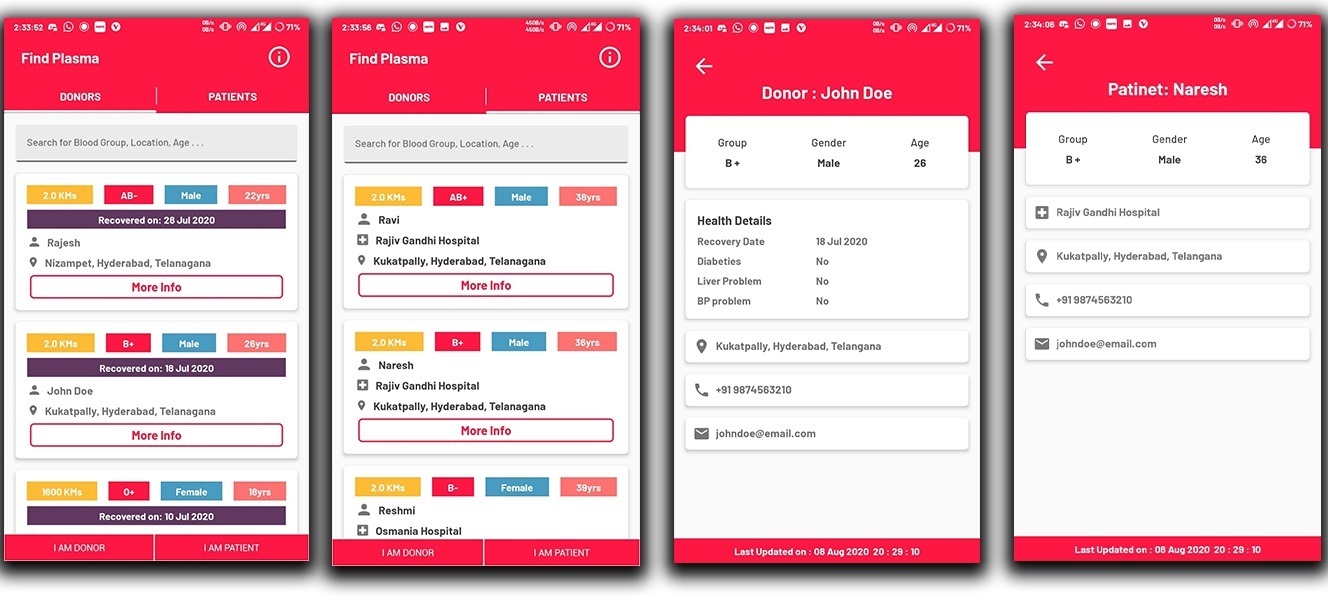 2:33:52 71%
Find Plasma
DONORS PATIENTS
Search for Blood Group, Location, Age . . .
2.0 KMs AB- Male 22yrs
Recovered on: 28 Jul 2020
Rajesh
Nizampet, Hyderabad, Telanagana
More Info
2.0 KMs B+ Male 26yrs
Recovered on: 18 Jul 2020
John Doe
Kukatpally, Hyderabad, Telanagana
More Info
1600 KMs O+ Female 18yrs
Recovered on: 10 Jul 2020
I AM DONOR I AM PATIENT
2:33:56 71%
Find Plasma
DONORS PATIENTS
Search for Blood Group, Location, Age . . .
2.0 KMs AB+ Male 38yrs
Ravi
Rajiv Gandhi Hospital
Kukatpally, Hyderabad, Telanagana
More Info
2.0 KMs B+ Male 36yrs
Naresh
Rajiv Gandhi Hospital
Kukatpally, Hyderabad, Telanagana
More Info
2.0 KMs B- Female 39yrs
Reshmi
Osmania Hospital
I AM DONOR I AM PATIENT
2:34:01 71%
Donor : John Doe
Group Gender Age
B + Male 26
Health Details
Recovery Date 18 Jul 2020
Diabeties No
Liver Problem No
BP problem No
Kukatpally, Hyderabad, Telangana
+91 9874563210
johndoe@email.com
Last Updated on : 08 Aug 2020 20 : 29 : 10
2:34:06 71%
Patinet: Naresh
Group Gender Age
B + Male 36
Rajiv Gandhi Hospital
Kukatpally, Hyderabad, Telangana
+91 9874563210
johndoe@email.com
Last Updated on : 08 Aug 2020 20 : 29 : 10